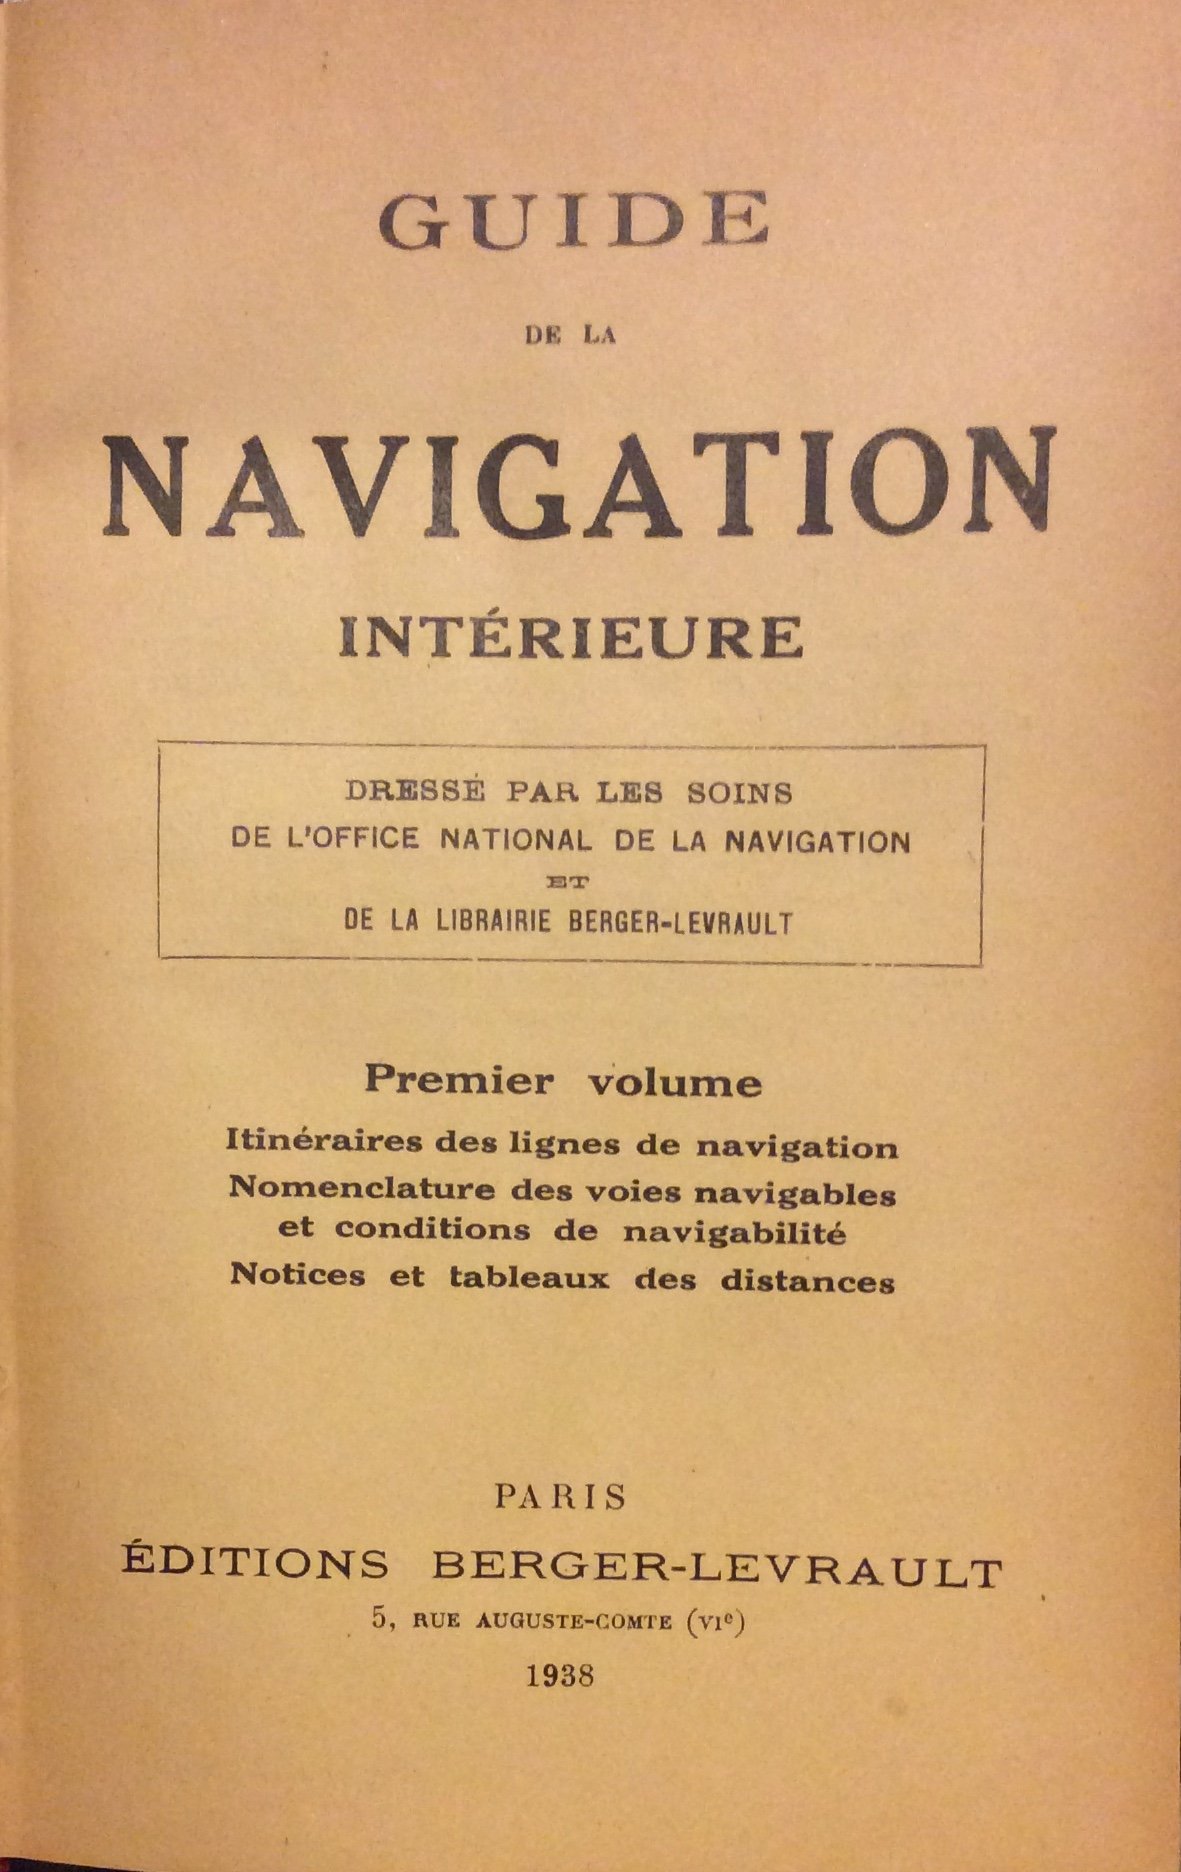 GUIDE
DE LA
NAVIGATION
INTÉRIEURE
DRESSÉ PAR LES SOINS
DE L'OFFICE NATIONAL DE LA NAVIGATION
ET
DE LA LIBRAIRIE BERGER-LEVRAULT
Premier volume
Itinéraires des lignes de navigation
Nomenclature des voies navigables
et conditions de navigabilité
Notices et tableaux des distances
PARIS
ÉDITIONS BERGER-LEVRAULT
5, RUE AUGUSTE-COMTE (VIe)
1938